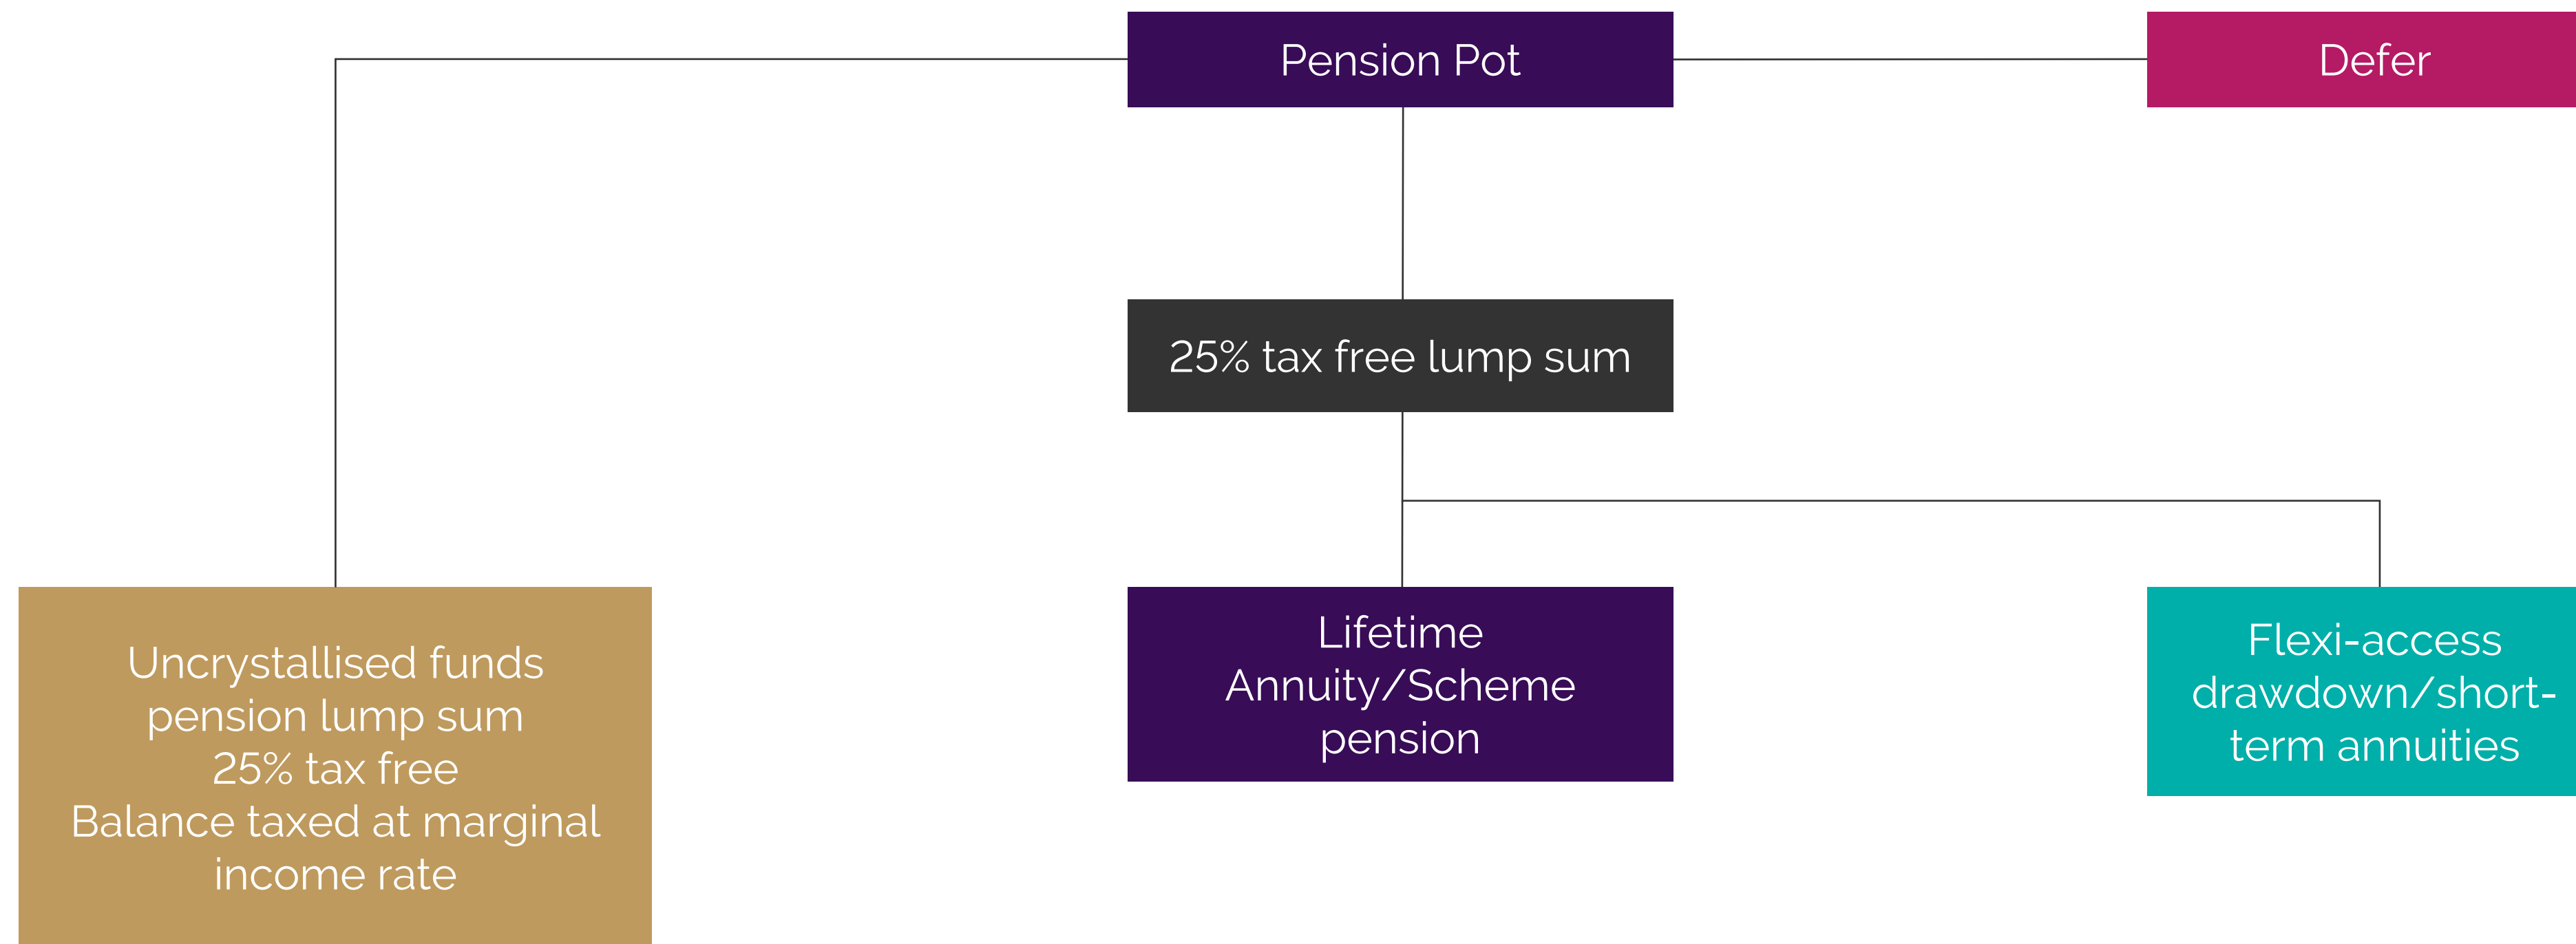 Pension Pot
Defer
25% tax free lump sum
Uncrystallised funds
pension lump sum
25% tax free
Balance taxed at marginal
income rate
Lifetime
Annuity/Scheme
pension
Flexi-access
drawdown/short-
term annuities